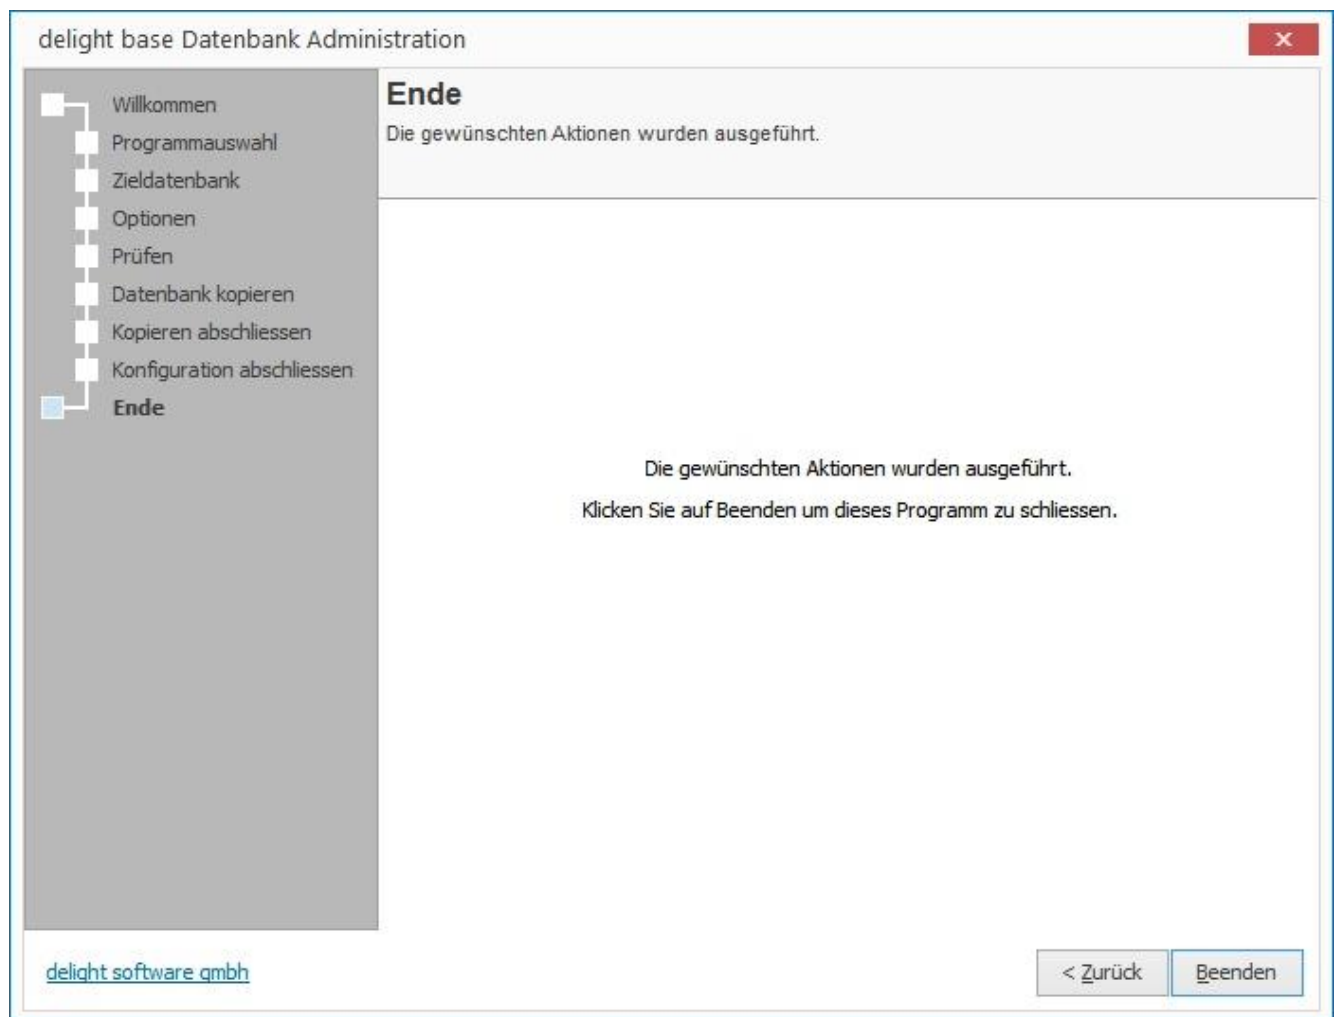 delight base Datenbank Administration
Willkommen
Programmauswahl
Zieldatenbank
Optionen
Prüfen
Datenbank kopieren
Kopieren abschliessen
Konfiguration abschliessen
Ende
Ende
Die gewünschten Aktionen wurden ausgeführt.
Die gewünschten Aktionen wurden ausgeführt.
Klicken Sie auf Beenden um dieses Programm zu schliessen.
delight software gmbh
< Zurück
Beenden